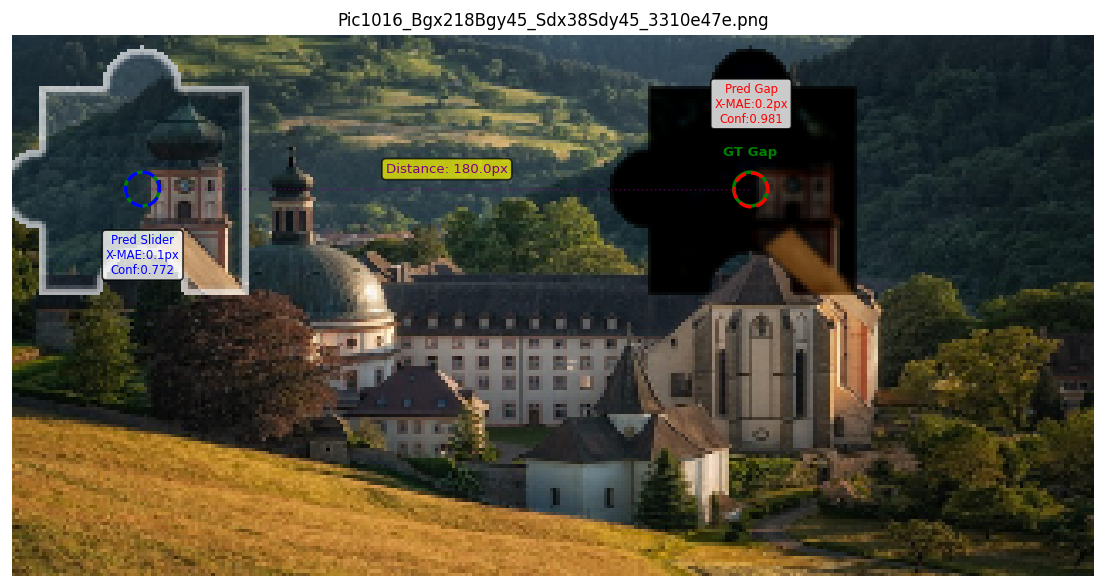 Pic1016_Bgx218Bgy45_Sdx38Sdy45_3310e47e.png
Pred Gap
X-MAE:0.2px
Conf:0.981
GT Gap
Distance: 180.0px
Pred Slider
X-MAE:0.1px
Conf:0.772